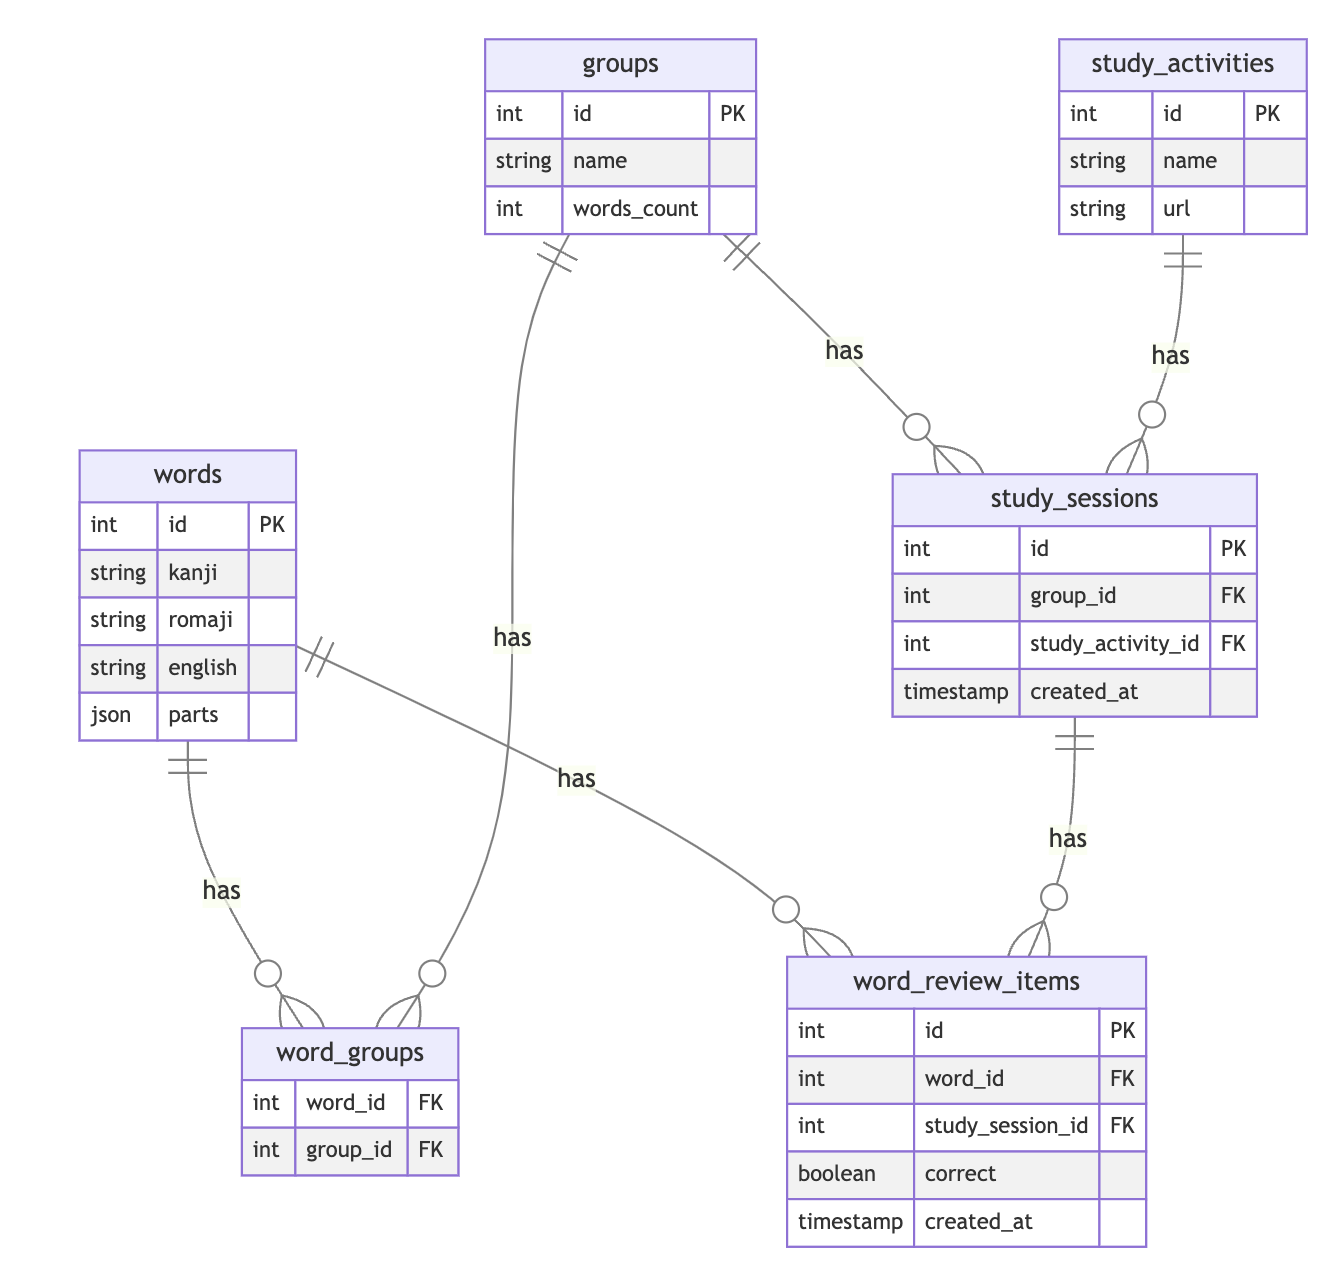 groups
int id PK
string name
int words_count
study_activities
int id PK
string name
string url
has
has
words
int id PK
string kanji
string romaji
string english
json parts
study_sessions
int id PK
int group_id FK
int study_activity_id FK
timestamp created_at
has
has
has
has
word_groups
int word_id FK
int group_id FK
word_review_items
int id PK
int word_id FK
int study_session_id FK
boolean correct
timestamp created_at